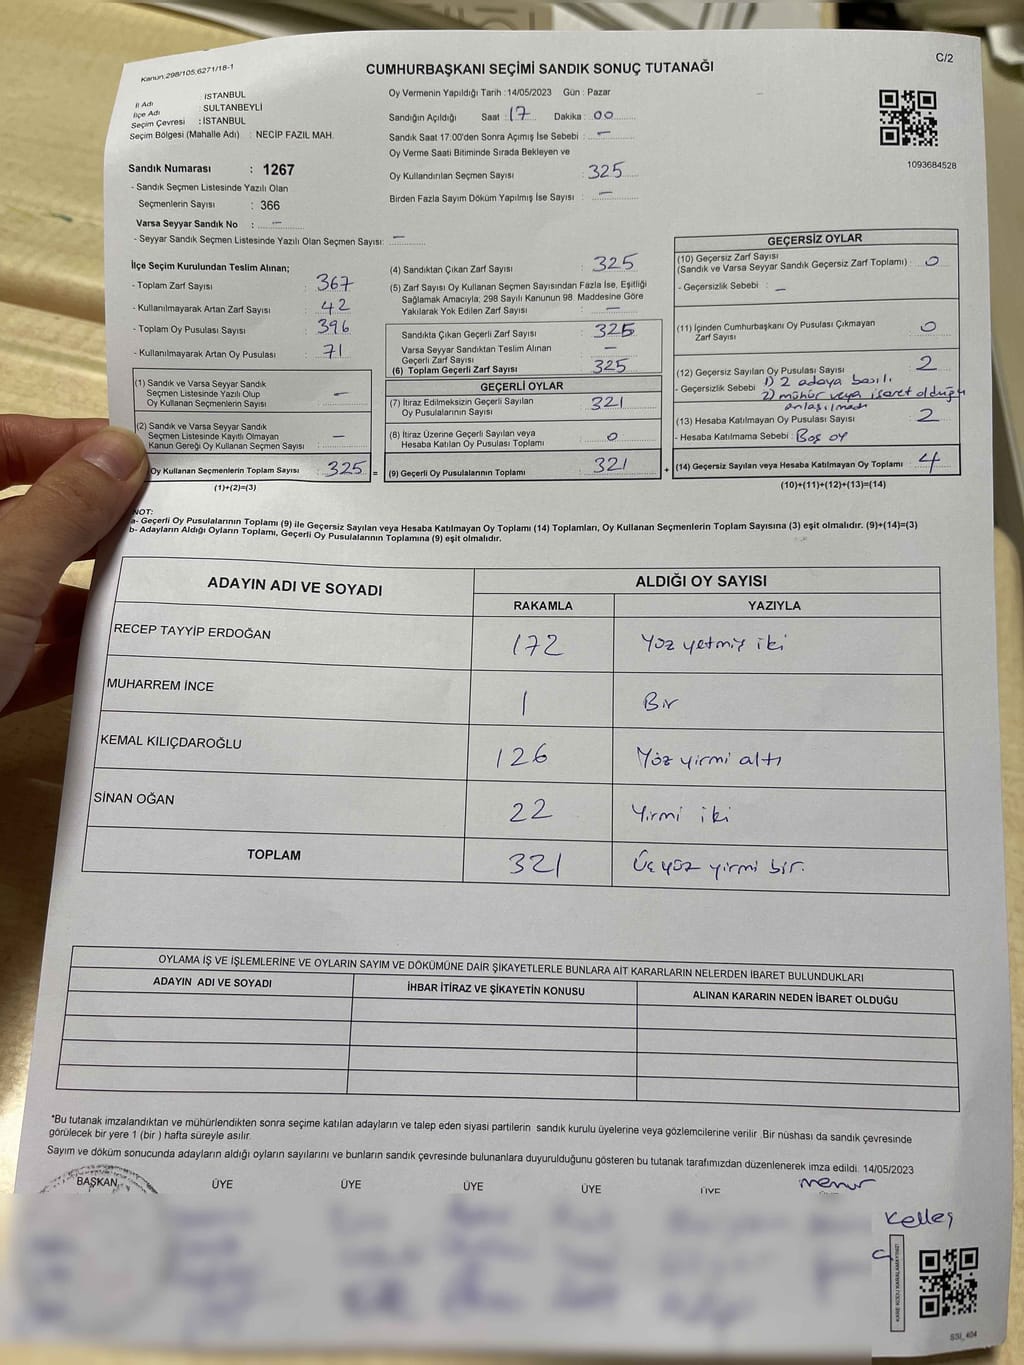 Kanun:298/105;6271/18-1
C/2
CUMHURBAŞKANI SEÇİMİ SANDIK SONUÇ TUTANAĞI
İl Adı : İSTANBUL
İlçe Adı : SULTANBEYLİ
Seçim Çevresi : İSTANBUL
Seçim Bölgesi (Mahalle Adı) : NECİP FAZIL MAH.
Sandık Numarası : 1267
- Sandık Seçmen Listesinde Yazılı Olan
Seçmenlerin Sayısı : 366
Varsa Seyyar Sandık No : –
- Seyyar Sandık Seçmen Listesinde Yazılı Olan Seçmen Sayısı: –
Oy Vermenin Yapıldığı Tarih : 14/05/2023 Gün : Pazar
Sandığın Açıldığı Saat : 17 Dakika : 00
Sandık Saat 17:00'den Sonra Açımış İse Sebebi : –
Oy Verme Saati Bitiminde Sırada Bekleyen ve
Oy Kullandırılan Seçmen Sayısı : 325
Birden Fazla Sayım Döküm Yapılmış İse Sayısı : –
1093684528
İlçe Seçim Kurulundan Teslim Alınan;
- Toplam Zarf Sayısı : 367
- Kullanılmayarak Artan Zarf Sayısı : 42
- Toplam Oy Pusulası Sayısı : 396
- Kullanılmayarak Artan Oy Pusulası : 71
(1) Sandık ve Varsa Seyyar Sandık
Seçmen Listesinde Yazılı Olup
Oy Kullanan Seçmenlerin Sayısı : –
(2) Sandık ve Varsa Seyyar Sandık
Seçmen Listesinde Kayıtlı Olmayan
Kanun Gereği Oy Kullanan Seçmen Sayısı : –
Oy Kullanan Seçmenlerin Toplam Sayısı : 325 =
(1)+(2)=(3)
(4) Sandıktan Çıkan Zarf Sayısı : 325
(5) Zarf Sayısı Oy Kullanan Seçmen Sayısından Fazla İse, Eşitliği
Sağlamak Amacıyla; 298 Sayılı Kanunun 98. Maddesine Göre
Yakılarak Yok Edilen Zarf Sayısı : –
Sandıkta Çıkan Geçerli Zarf Sayısı : 325
Varsa Seyyar Sandıktan Teslim Alınan
Geçerli Zarf Sayısı : –
(6) Toplam Geçerli Zarf Sayısı : 325
GEÇERLİ OYLAR
(7) İtiraz Edilmeksizin Geçerli Sayılan
Oy Pusulalarının Sayısı : 321
(8) İtiraz Üzerine Geçerli Sayılan veya
Hesaba Katılan Oy Pusulası Toplamı : 0
(9) Geçerli Oy Pusulalarının Toplamı : 321 +
GEÇERSİZ OYLAR
(10) Geçersiz Zarf Sayısı
(Sandık ve Varsa Seyyar Sandık Geçersiz Zarf Toplamı) : 0
- Geçersizlik Sebebi : –
(11) İçinden Cumhurbaşkanı Oy Pusulası Çıkmayan
Zarf Sayısı : 0
(12) Geçersiz Sayılan Oy Pusulası Sayısı : 2
- Geçersizlik Sebebi : 1) 2 adaya basılı
2) mühür veya işaret olduğu
anlaşılmadı
(13) Hesaba Katılmayan Oy Pusulası Sayısı : 2
- Hesaba Katılmama Sebebi : Boş oy
(14) Geçersiz Sayılan veya Hesaba Katılmayan Oy Toplamı : 4
(10)+(11)+(12)+(13)=(14)
NOT:
a- Geçerli Oy Pusulalarının Toplamı (9) ile Geçersiz Sayılan veya Hesaba Katılmayan Oy Toplamı (14) Toplamları, Oy Kullanan Seçmenlerin Toplam Sayısına (3) eşit olmalıdır. (9)+(14)=(3)
b- Adayların Aldığı Oyların Toplamı, Geçerli Oy Pusulalarının Toplamına (9) eşit olmalıdır.
ADAYIN ADI VE SOYADI ALDIĞI OY SAYISI
RAKAMLA YAZIYLA
RECEP TAYYİP ERDOĞAN 172 Yüz yetmiş iki
MUHARREM İNCE 1 Bir
KEMAL KILIÇDAROĞLU 126 Yüz yirmi altı
SİNAN OĞAN 22 Yirmi iki
TOPLAM 321 Üç yüz yirmi bir.
OYLAMA İŞ VE İŞLEMLERİNE VE OYLARIN SAYIM VE DÖKÜMÜNE DAİR ŞİKAYETLERLE BUNLARA AİT KARARLARIN NELERDEN İBARET BULUNDUKLARI
ADAYIN ADI VE SOYADI İHBAR İTİRAZ VE ŞİKAYETİN KONUSU ALINAN KARARIN NEDEN İBARET OLDUĞU
*Bu tutanak imzalandıktan ve mühürlendikten sonra seçime katılan adayların ve talep eden siyasi partilerin sandık kurulu üyelerine veya gözlemcilerine verilir .Bir nüshası da sandık çevresinde
görülecek bir yere 1 (bir ) hafta süreyle asılır.
Sayım ve döküm sonucunda adayların aldığı oyların sayılarını ve bunların sandık çevresinde bulunanlara duyurulduğunu gösteren bu tutanak tarafımızdan düzenlenerek imza edildi. 14/05/2023
BAŞKAN ÜYE ÜYE ÜYE ÜYE ÜYE memur
Keleş
KARE KODU KARALAMAYINIZ!
SSİ_404